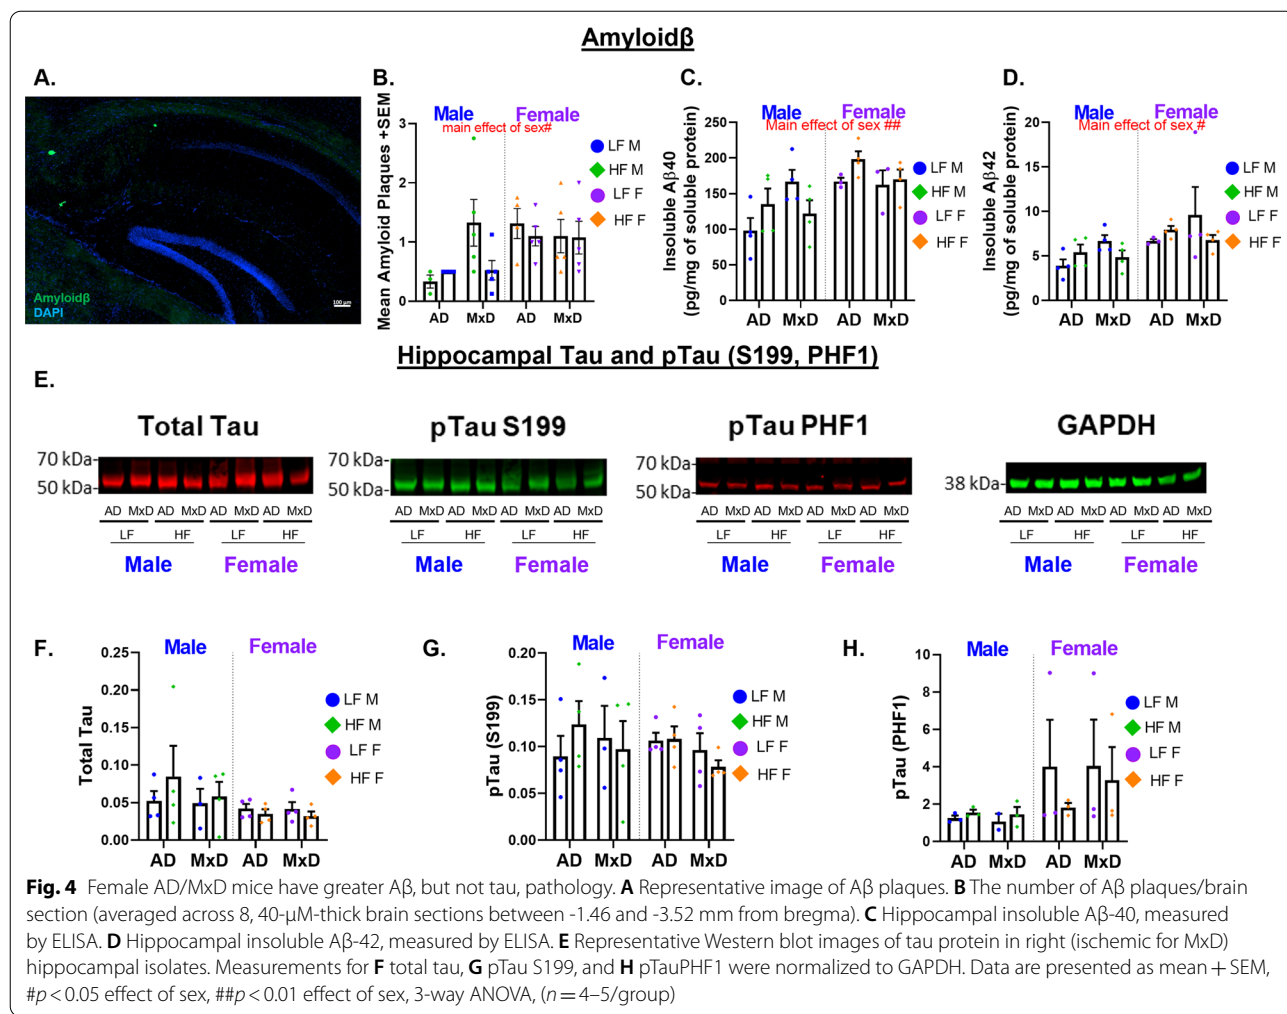 Amyloidβ
A.
Amyloidβ
DAPI
100 µm
B.
Male Female
main effect of sex#
Mean Amyloid Plaques +SEM
3
2
1
0
AD MxD AD MxD
LF M
HF M
LF F
HF F
C.
Male Female
Main effect of sex ##
Insoluble Aβ40
(pg/mg of soluble protein)
250
200
150
100
50
0
AD MxD AD MxD
LF M
HF M
LF F
HF F
D.
Male Female
Main effect of sex #
Insoluble Aβ42
(pg/mg of soluble protein)
20
15
10
5
0
AD MxD AD MxD
LF M
HF M
LF F
HF F
Hippocampal Tau and pTau (S199, PHF1)
E.
Total Tau
70 kDa-
50 kDa-
AD MxD AD MxD AD MxD AD MxD
LF HF LF HF
Male Female
pTau S199
70 kDa-
50 kDa-
AD MxD AD MxD AD MxD AD MxD
LF HF LF HF
Male Female
pTau PHF1
70 kDa-
50 kDa-
AD MxD AD MxD AD MxD AD MxD
LF HF LF HF
Male Female
GAPDH
38 kDa-
AD MxD AD MxD AD MxD AD MxD
LF HF LF HF
Male Female
F.
Male Female
Total Tau
0.25
0.20
0.15
0.10
0.05
0.00
AD MxD AD MxD
LF M
HF M
LF F
HF F
G.
Male Female
pTau (S199)
0.20
0.15
0.10
0.05
0.00
AD MxD AD MxD
LF M
HF M
LF F
HF F
H.
Male Female
pTau (PHF1)
10
8
6
4
2
0
AD MxD AD MxD
LF M
HF M
LF F
HF F
Fig. 4 Female AD/MxD mice have greater Aβ, but not tau, pathology. A Representative image of Aβ plaques. B The number of Aβ plaques/brain
section (averaged across 8, 40-µM-thick brain sections between -1.46 and -3.52 mm from bregma). C Hippocampal insoluble Aβ-40, measured
by ELISA. D Hippocampal insoluble Aβ-42, measured by ELISA. E Representative Western blot images of tau protein in right (ischemic for MxD)
hippocampal isolates. Measurements for F total tau, G pTau S199, and H pTauPHF1 were normalized to GAPDH. Data are presented as mean + SEM,
#p < 0.05 effect of sex, ##p < 0.01 effect of sex, 3-way ANOVA, (n = 4–5/group)